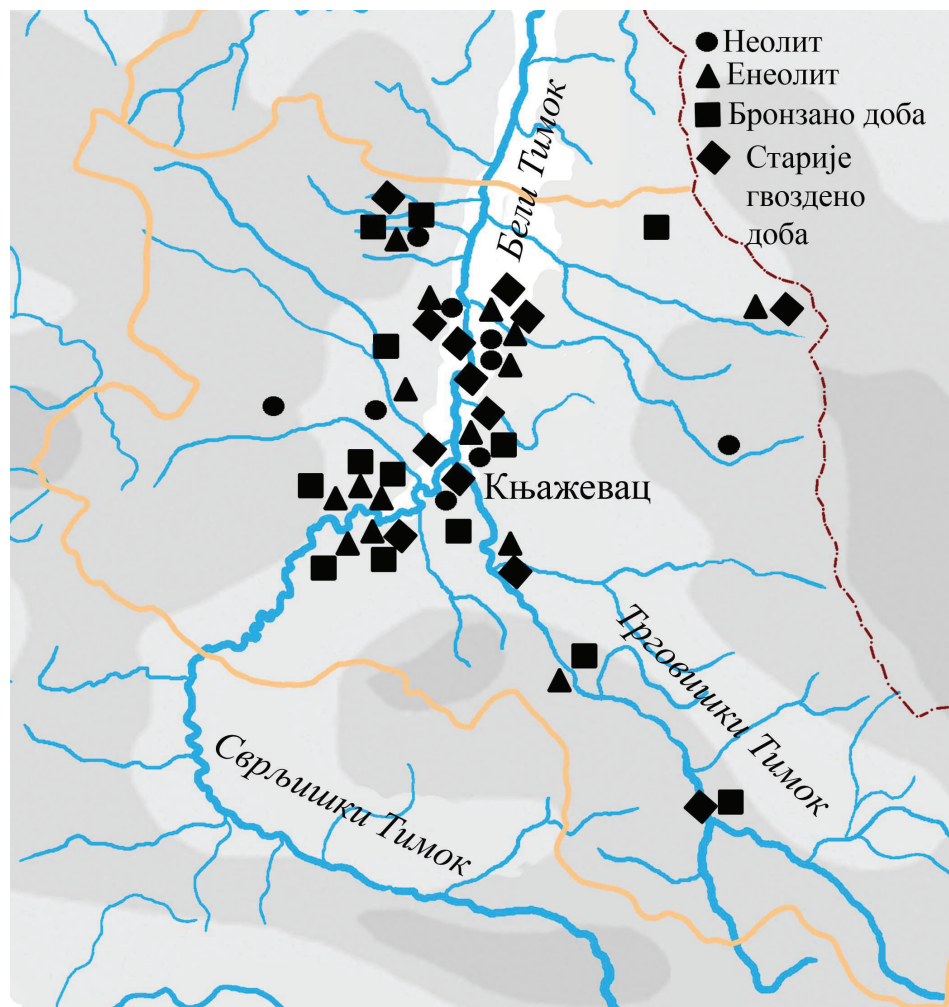 Неолит
Енеолит
Бронзано доба
Старије
гвоздено
доба
Бели Тимок
Књажевац
Трговишки Тимок
Сврљишки Тимок